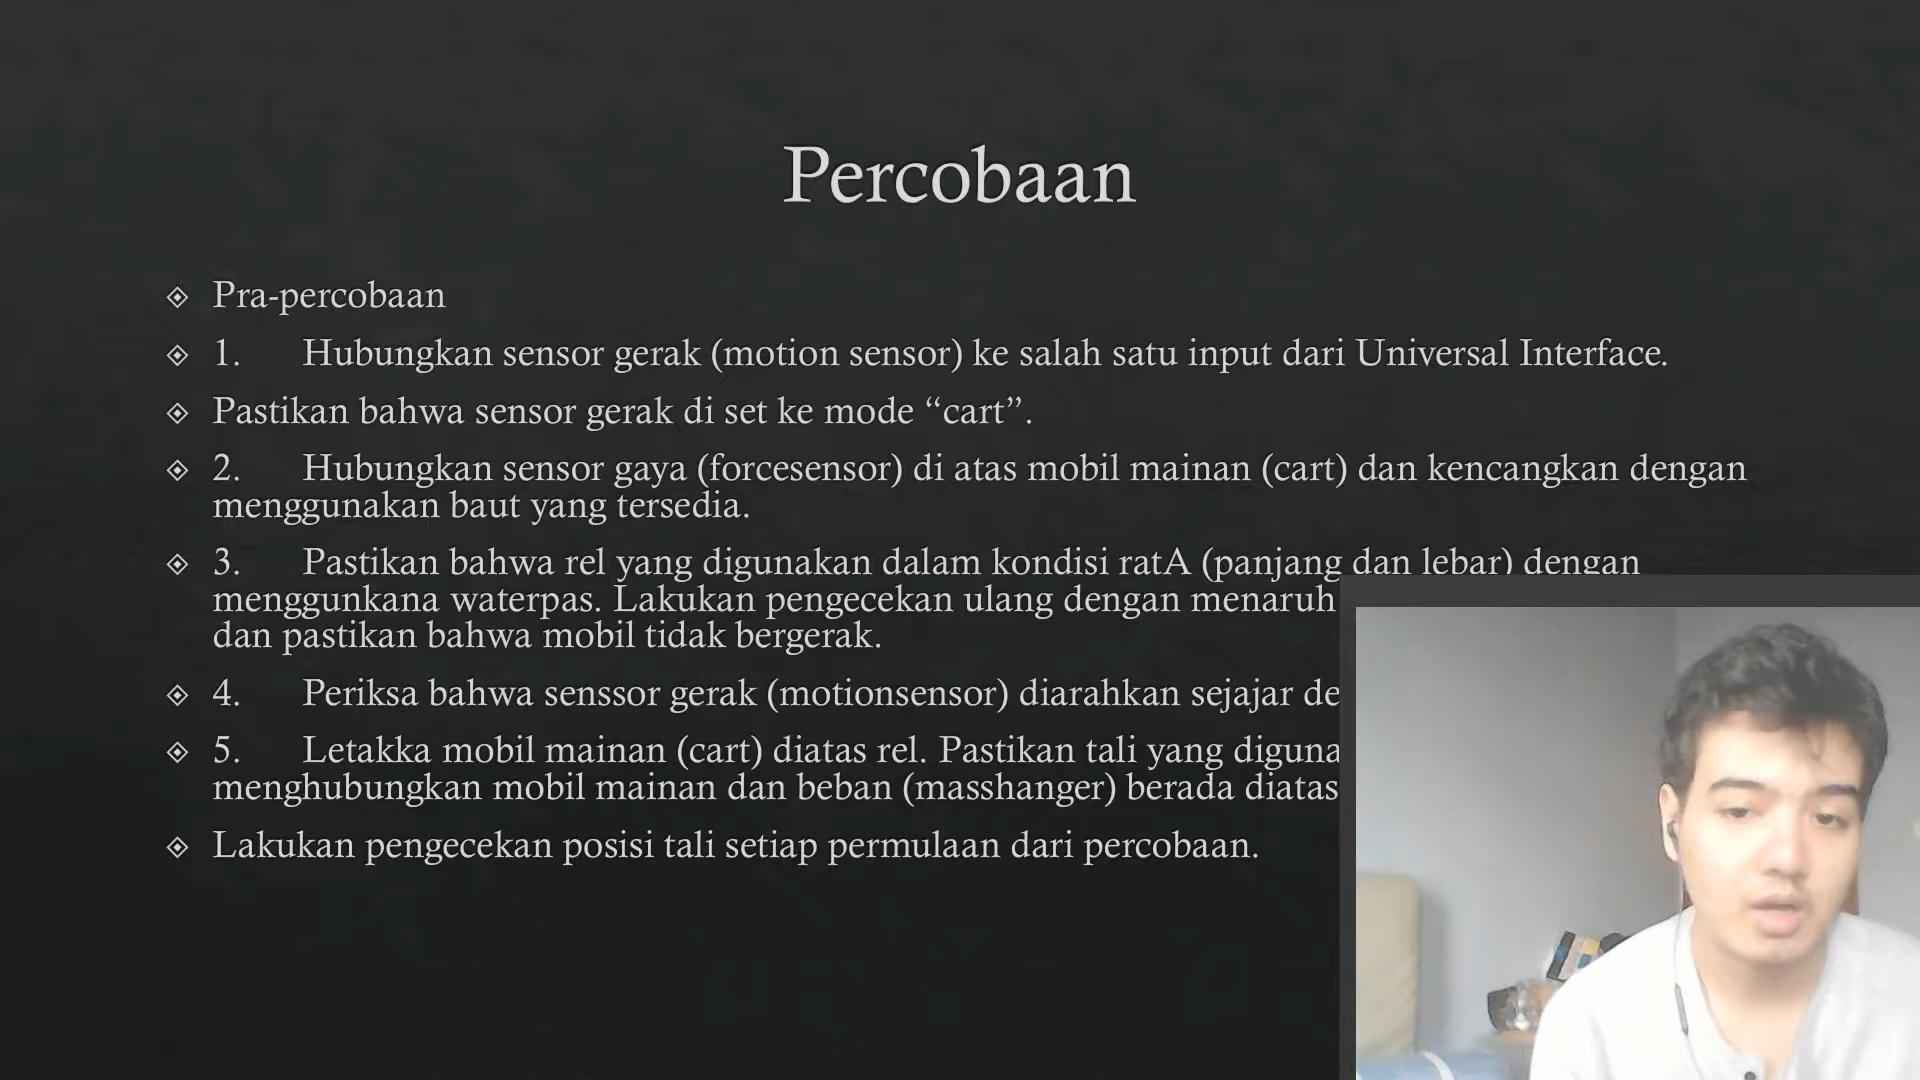 Percobaan
Pra-percobaan
1. Hubungkan sensor gerak (motion sensor) ke salah satu input dari Universal Interface.
Pastikan bahwa sensor gerak di set ke mode “cart”.
2. Hubungkan sensor gaya (forcesensor) di atas mobil mainan (cart) dan kencangkan dengan
menggunakan baut yang tersedia.
3. Pastikan bahwa rel yang digunakan dalam kondisi ratA (panjang dan lebar) dengan
menggunkana waterpas. Lakukan pengecekan ulang dengan menaruh
dan pastikan bahwa mobil tidak bergerak.
4. Periksa bahwa senssor gerak (motionsensor) diarahkan sejajar
5. Letakka mobil mainan (cart) diatas rel. Pastikan tali yang
menghubungkan mobil mainan dan beban (masshanger) berada diatas
Lakukan pengecekan posisi tali setiap permulaan dari percobaan.